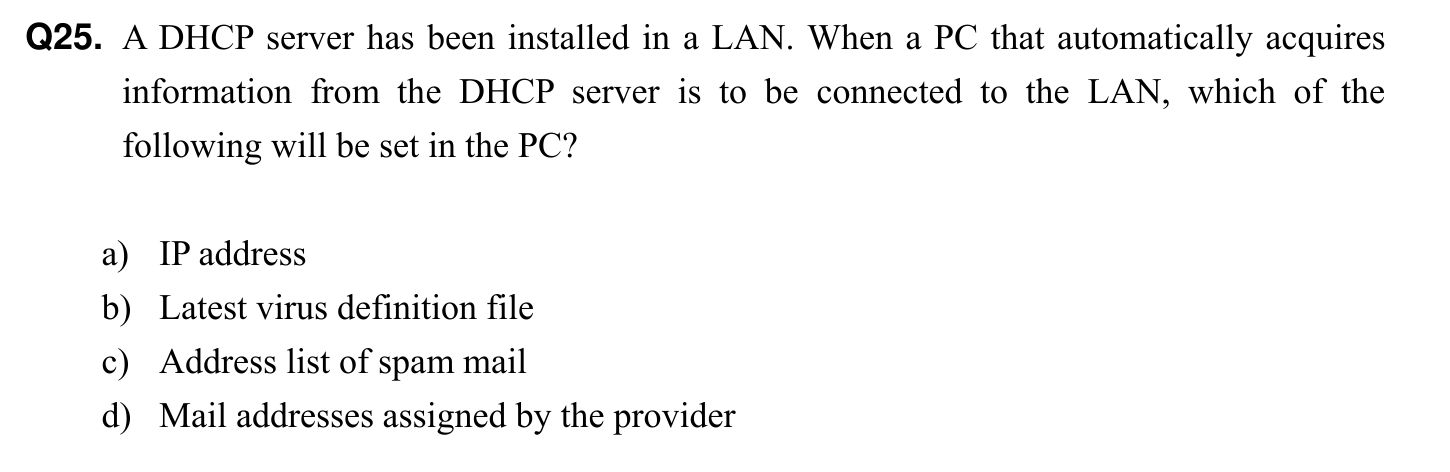 Q25. A DHCP server has been installed in a LAN. When a PC that automatically acquires
information from the DHCP server is to be connected to the LAN, which of the
following will be set in the PC?
a) IP address
b) Latest virus definition file
c) Address list of spam mail
d) Mail addresses assigned by the provider